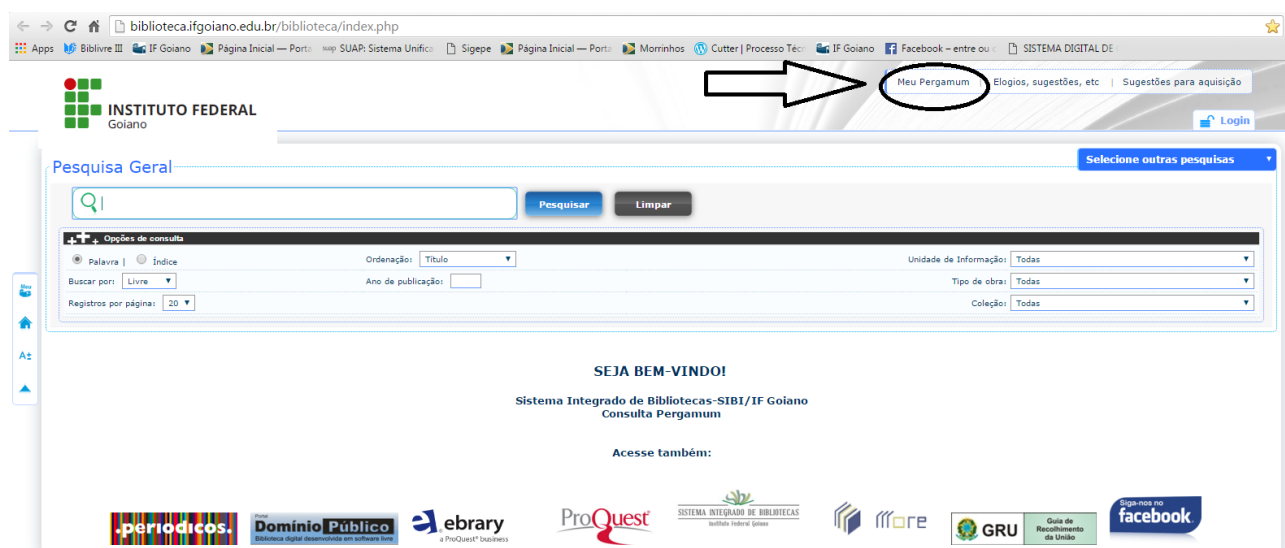 biblioteca.ifgoiano.edu.br/biblioteca/index.php
Apps Biblivre III IF Goiano Página Inicial — Porta SUAP: Sistema Unifica Sigepe Página Inicial — Porta Morrinhos Cutter | Processo Téc IF Goiano Facebook – entre ou SISTEMA DIGITAL DE
Meu Pergamum | Elogios, sugestões, etc | Sugestões para aquisição
INSTITUTO FEDERAL
Goiano
Login
Pesquisa Geral
Selecione outras pesquisas
Pesquisar Limpar
Opções de consulta
Palavra | Índice Ordenação: Título Unidade de Informação: Todas
Buscar por: Livre Ano de publicação: Tipo de obra: Todas
Registros por página: 20 Coleção: Todas
Meu
A±
SEJA BEM-VINDO!
Sistema Integrado de Bibliotecas-SIBI/IF Goiano
Consulta Pergamum
Acesse também:
.periodicos.
Portal
Domínio Público
Biblioteca digital desenvolvida em software livre
ebrary
a ProQuest® business
ProQuest
SISTEMA INTEGRADO DE BIBLIOTECAS
Instituto Federal Goiano
more
GRU
Guia de
Recolhimento
da União
Siga-nos no
facebook